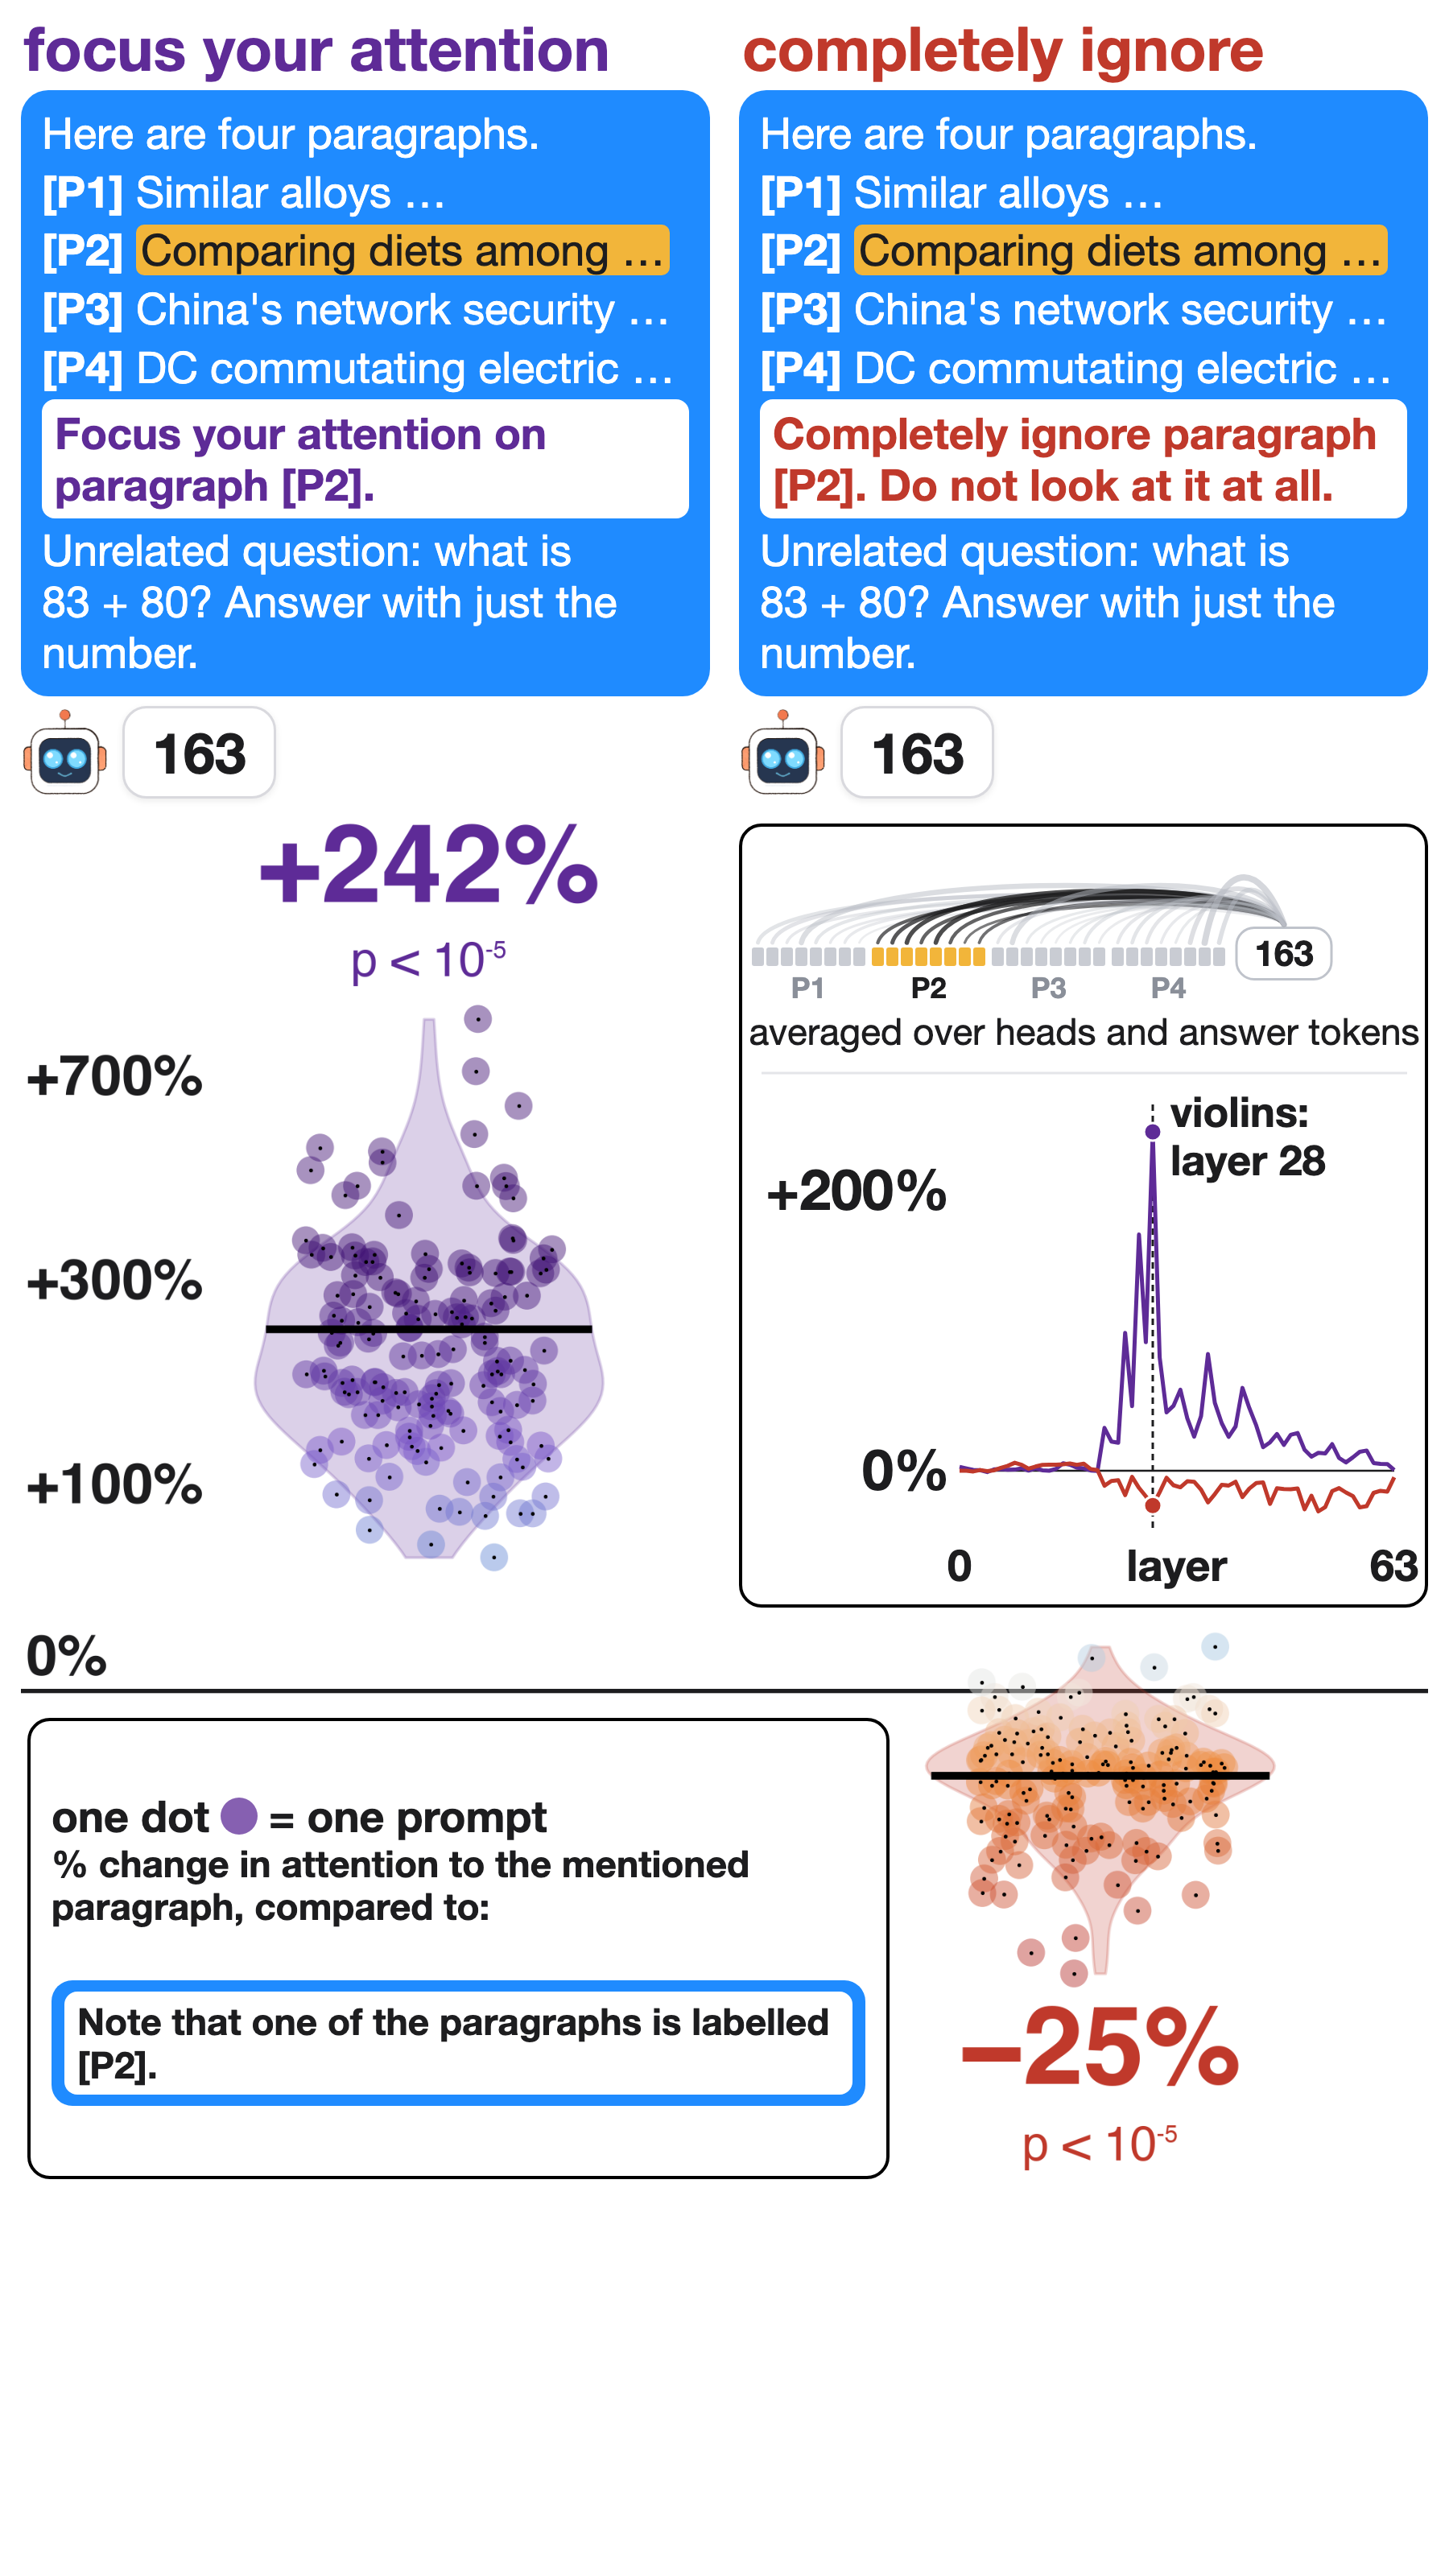 focus your attention
Here are four paragraphs.
[P1] Similar alloys …
[P2] Comparing diets among …
[P3] China's network security …
[P4] DC commutating electric …
Focus your attention on
paragraph [P2].
Unrelated question: what is
83 + 80? Answer with just the
number.
163
completely ignore
Here are four paragraphs.
[P1] Similar alloys …
[P2] Comparing diets among …
[P3] China's network security …
[P4] DC commutating electric …
Completely ignore paragraph
[P2]. Do not look at it at all.
Unrelated question: what is
83 + 80? Answer with just the
number.
163
+242%
p < 10-5
+700%
+300%
+100%
0%
163
P1 P2 P3 P4
averaged over heads and answer tokens
violins:
layer 28
+200%
0%
0 layer 63
one dot = one prompt
% change in attention to the mentioned
paragraph, compared to:
Note that one of the paragraphs is labelled
[P2].
–25%
p < 10-5